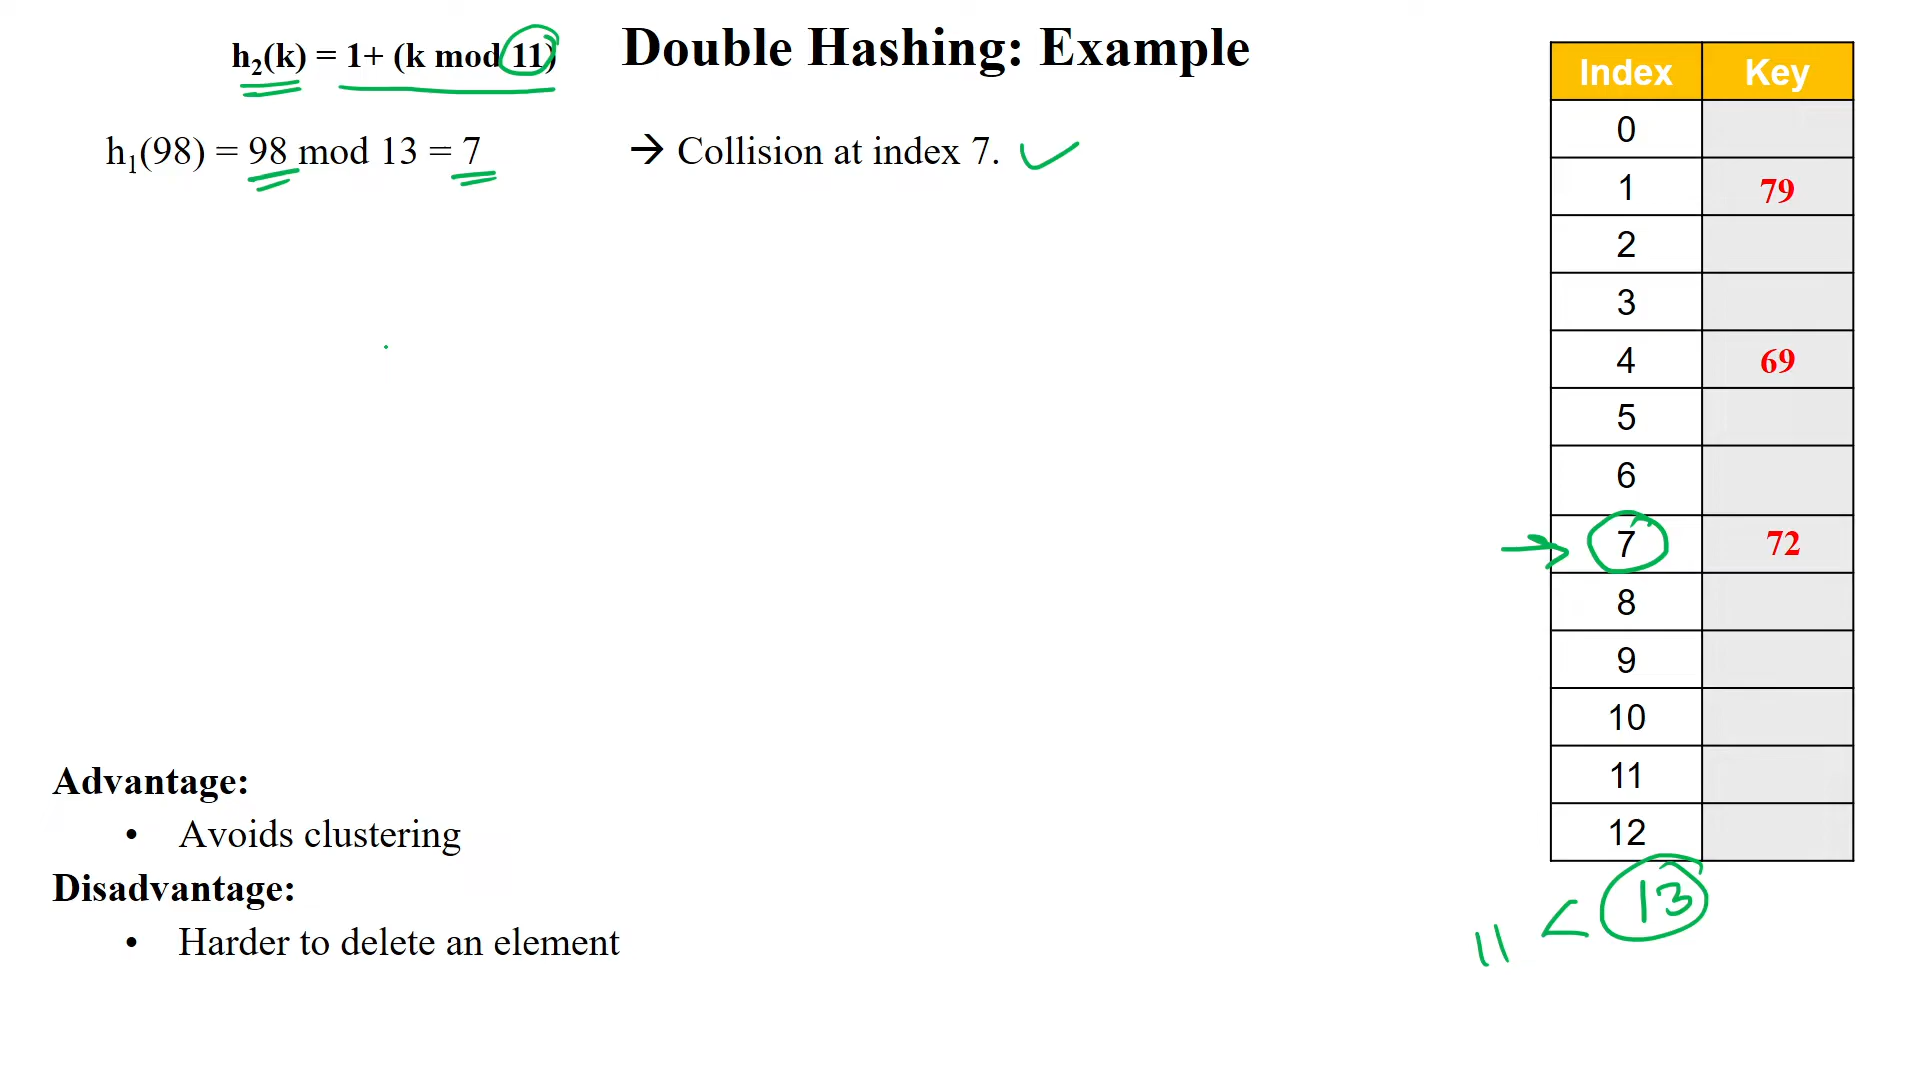 h₂(k) = 1+ (k mod 11)
Double Hashing: Example
h₁(98) = 98 mod 13 = 7
→ Collision at index 7.
Index Key
0
1 79
2
3
4 69
5
6
7 72
8
9
10
11
12
11 < 13
Advantage:
• Avoids clustering
Disadvantage:
• Harder to delete an element